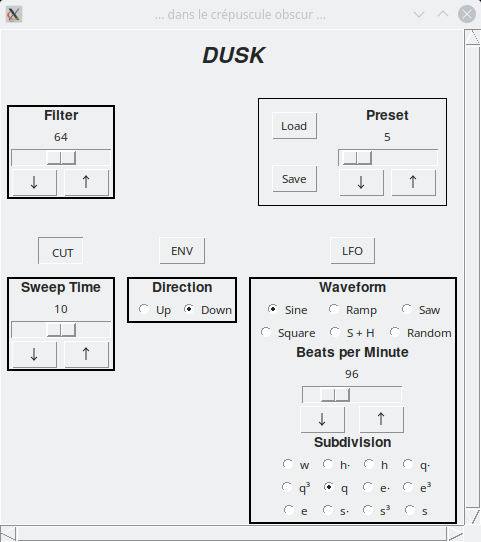 ... dans le crépuscule obscur ...
DUSK
Filter
64
↓ ↑
Load
Preset
5
Save
↓ ↑
CUT ENV LFO
Sweep Time
10
↓ ↑
Direction
Up Down
Waveform
Sine Ramp Saw
Square S + H Random
Beats per Minute
96
↓ ↑
Subdivision
w h· h q·
q³ q e· e³
e s· s³ s